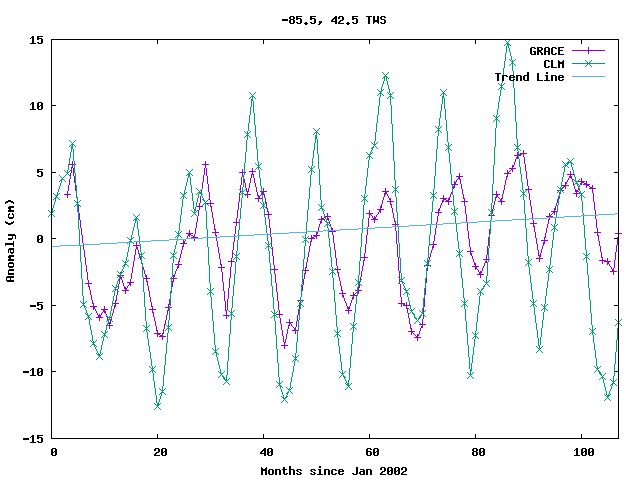 -85.5, 42.5 TWS
GRACE
CLM
Trend Line
15
10
5
0
-5
-10
-15
Anomaly (cm)
0 20 40 60 80 100
Months since Jan 2002